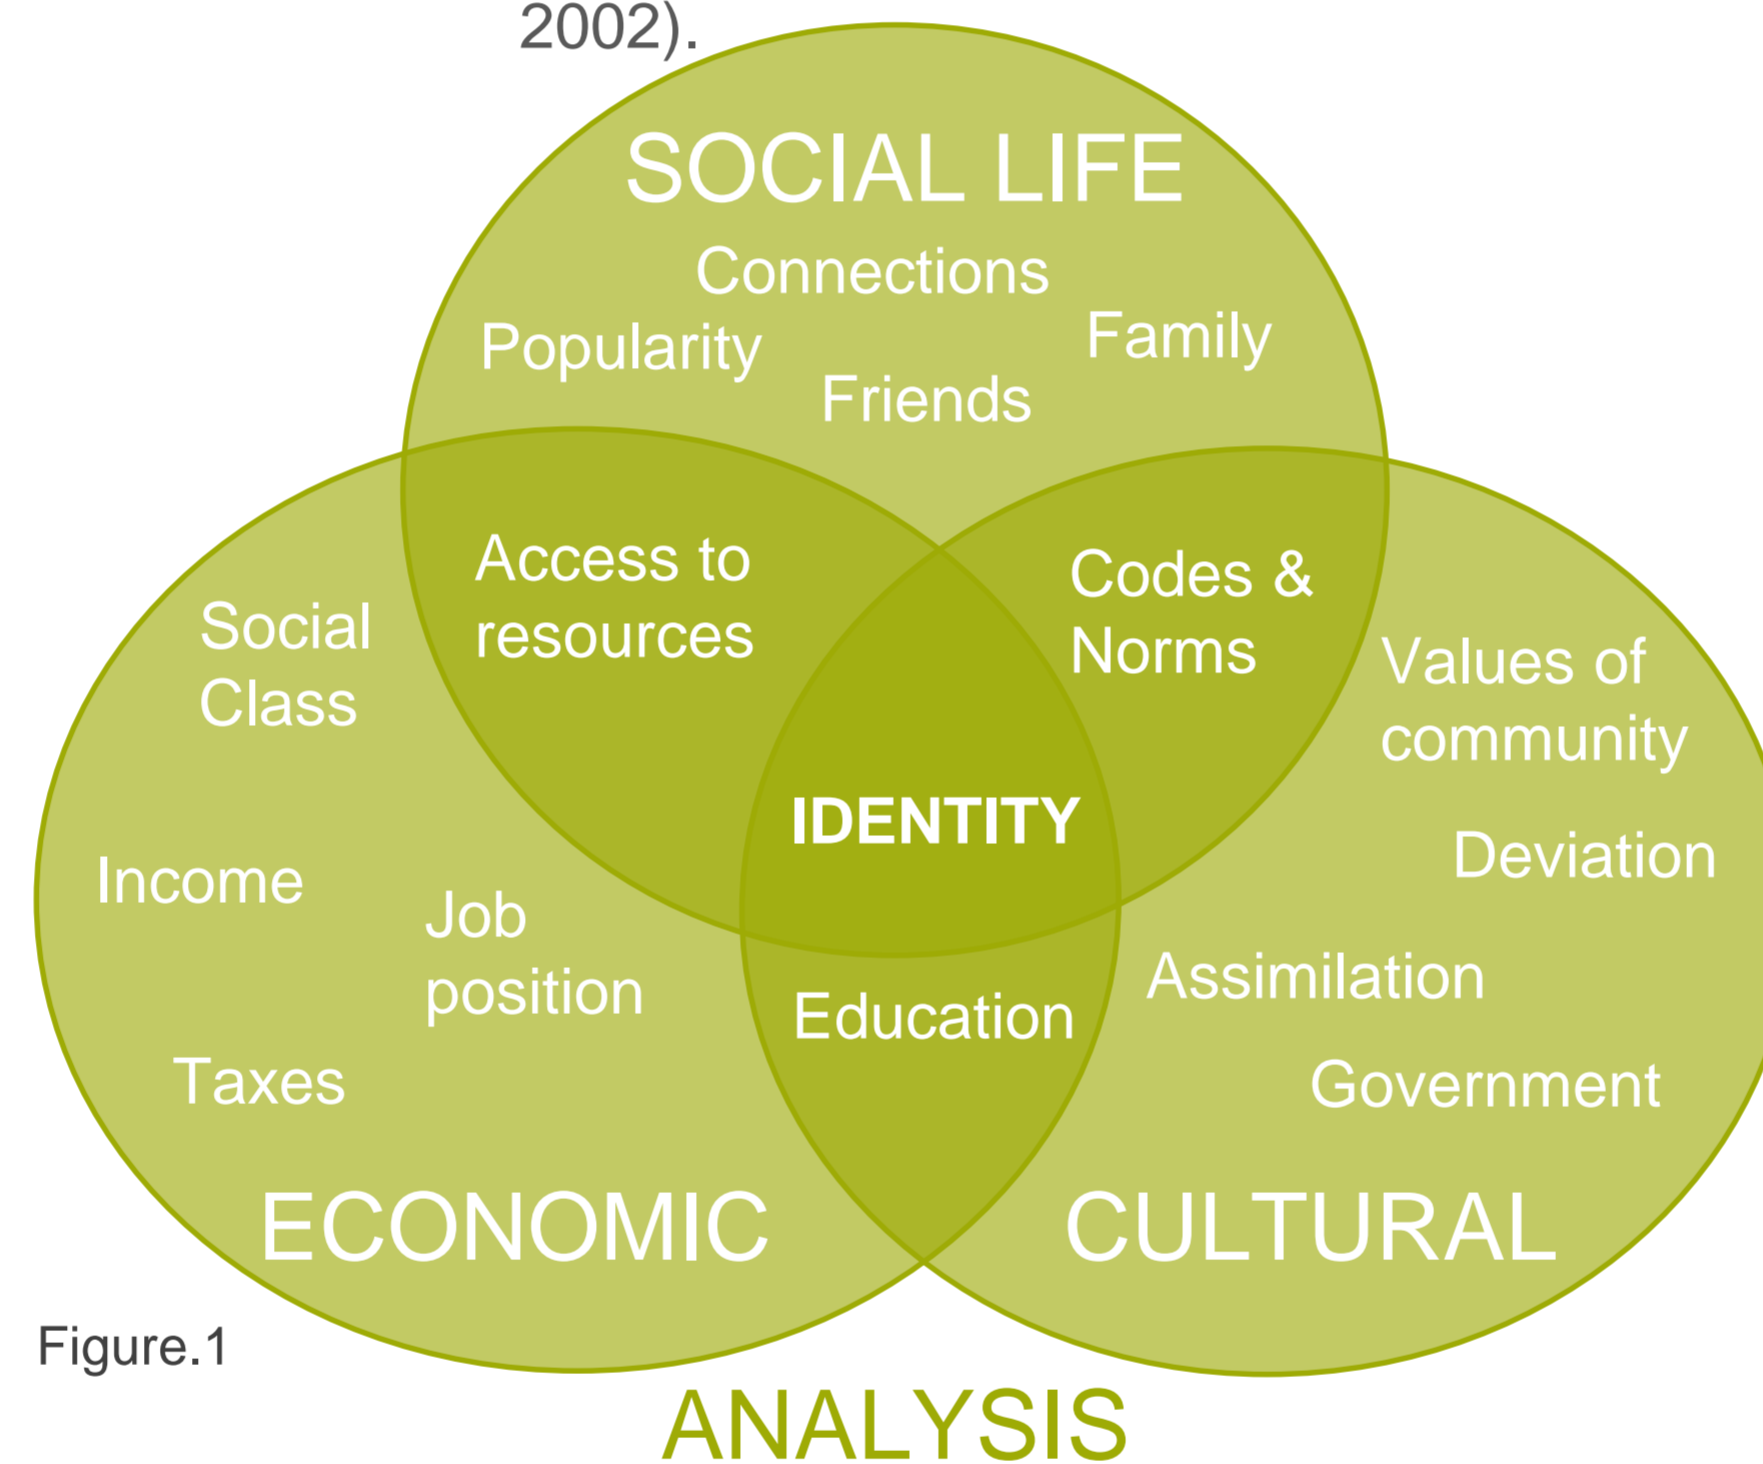 2002).
SOCIAL LIFE
Connections
Popularity
Family
Friends
Access to
resources
Codes &
Norms
Social
Class
Values of
community
IDENTITY
Deviation
Income
Job
position
Assimilation
Education
Taxes
Government
ECONOMIC
CULTURAL
Figure.1
ANALYSIS